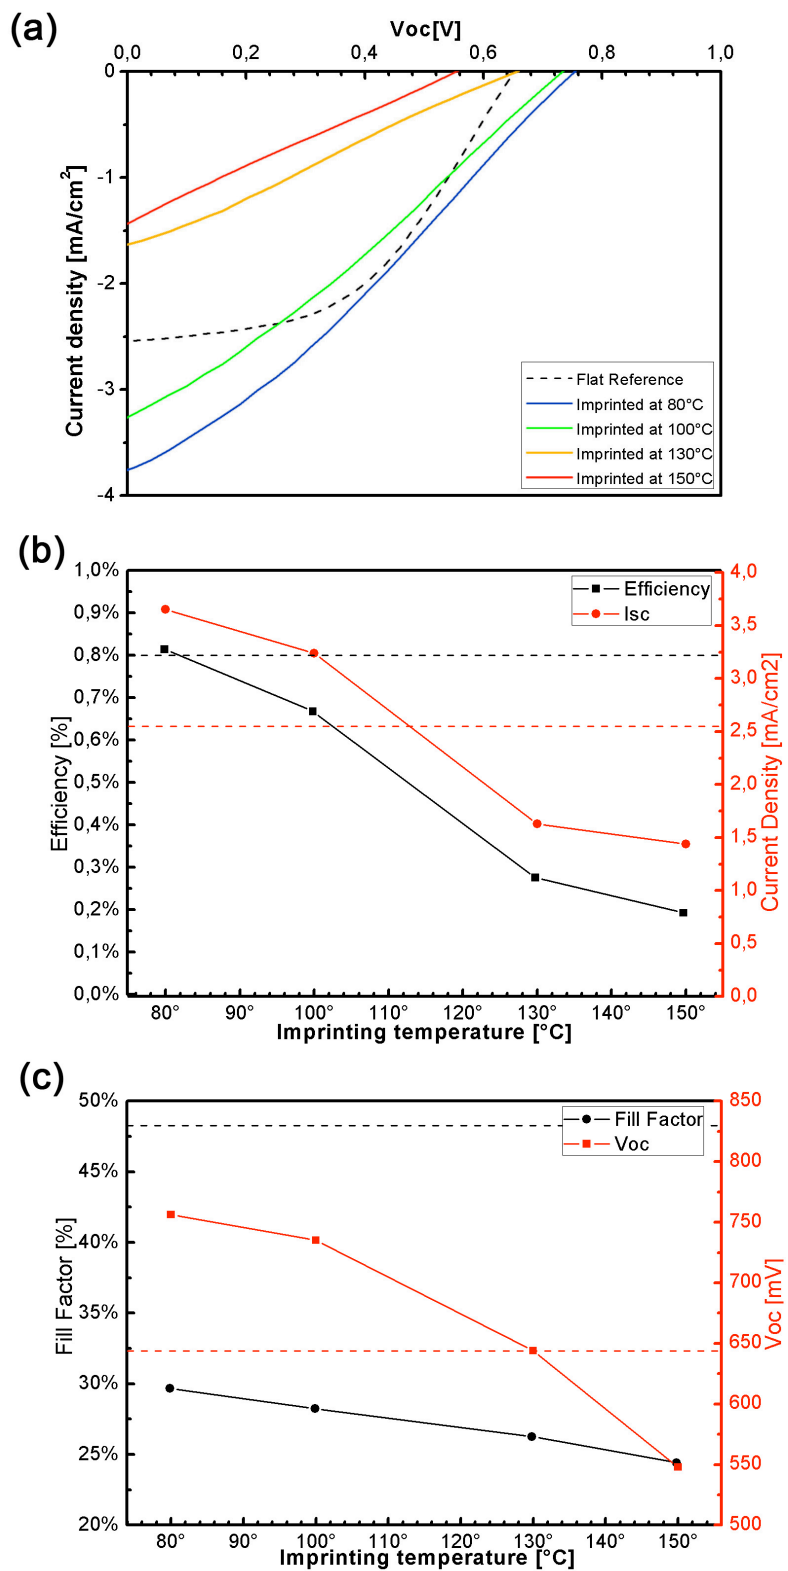 (a)
Voc[V]
0,0 0,2 0,4 0,6 0,8 1,0
0
-1
-2
-3
-4
Current density [mA/cm²]
Flat Reference
Imprinted at 80°C
Imprinted at 100°C
Imprinted at 130°C
Imprinted at 150°C
(b)
1,0%
0,9%
0,8%
0,7%
0,6%
0,5%
0,4%
0,3%
0,2%
0,1%
0,0%
Efficiency [%]
Efficiency
Isc
4,0
3,5
3,0
2,5
2,0
1,5
1,0
0,5
0,0
Current Density [mA/cm2]
80° 90° 100° 110° 120° 130° 140° 150°
Imprinting temperature [°C]
(c)
50%
45%
40%
35%
30%
25%
20%
Fill Factor [%]
Fill Factor
Voc
850
800
750
700
650
600
550
500
Voc [mV]
80° 90° 100° 110° 120° 130° 140° 150°
Imprinting temperature [°C]